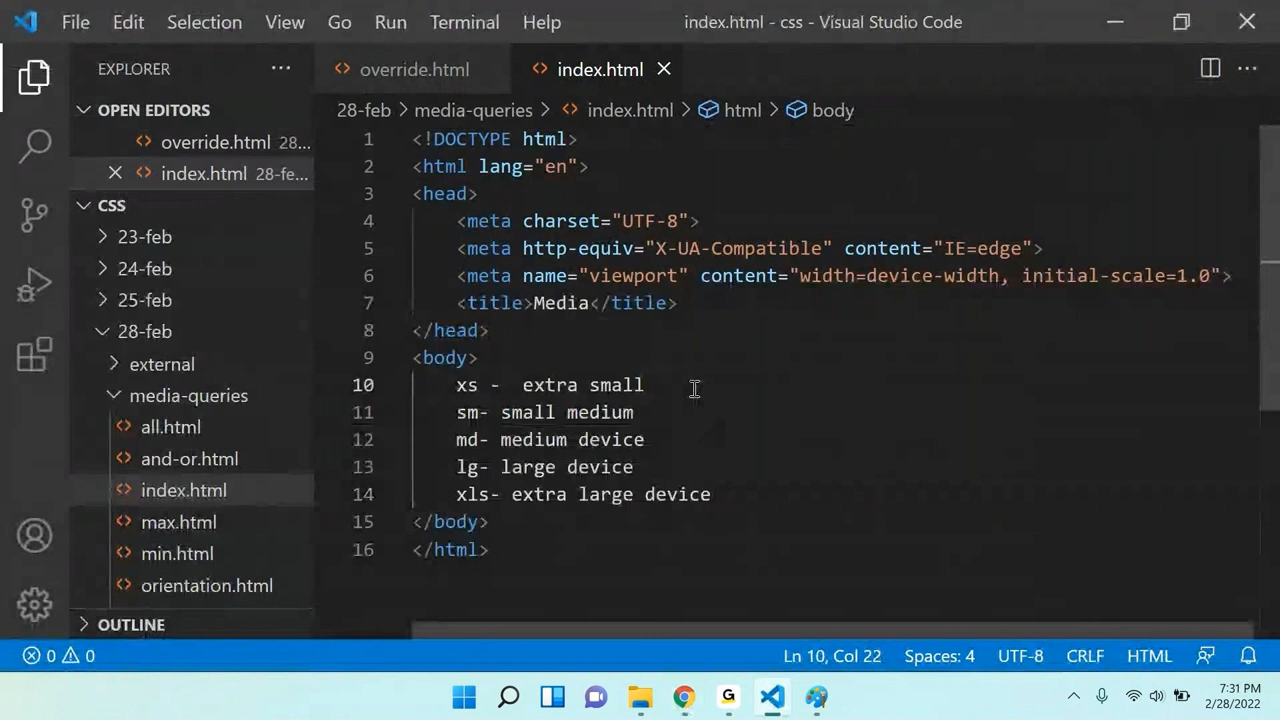 File Edit Selection View Go Run Terminal Help index.html - css - Visual Studio Code
EXPLORER
override.html index.html
OPEN EDITORS
28-feb > media-queries > index.html > html > body
override.html 28...
index.html 28-fe...
CSS
23-feb
24-feb
25-feb
28-feb
external
media-queries
all.html
and-or.html
index.html
max.html
min.html
orientation.html
OUTLINE
1 <!DOCTYPE html>
2 <html lang="en">
3 <head>
4 <meta charset="UTF-8">
5 <meta http-equiv="X-UA-Compatible" content="IE=edge">
6 <meta name="viewport" content="width=device-width, initial-scale=1.0">
7 <title>Media</title>
8 </head>
9 <body>
10 xs -  extra small
11 sm- small medium
12 md- medium device
13 lg- large device
14 xls- extra large device
15 </body>
16 </html>
0 0 Ln 10, Col 22 Spaces: 4 UTF-8 CRLF HTML
G
7:31 PM
2/28/2022